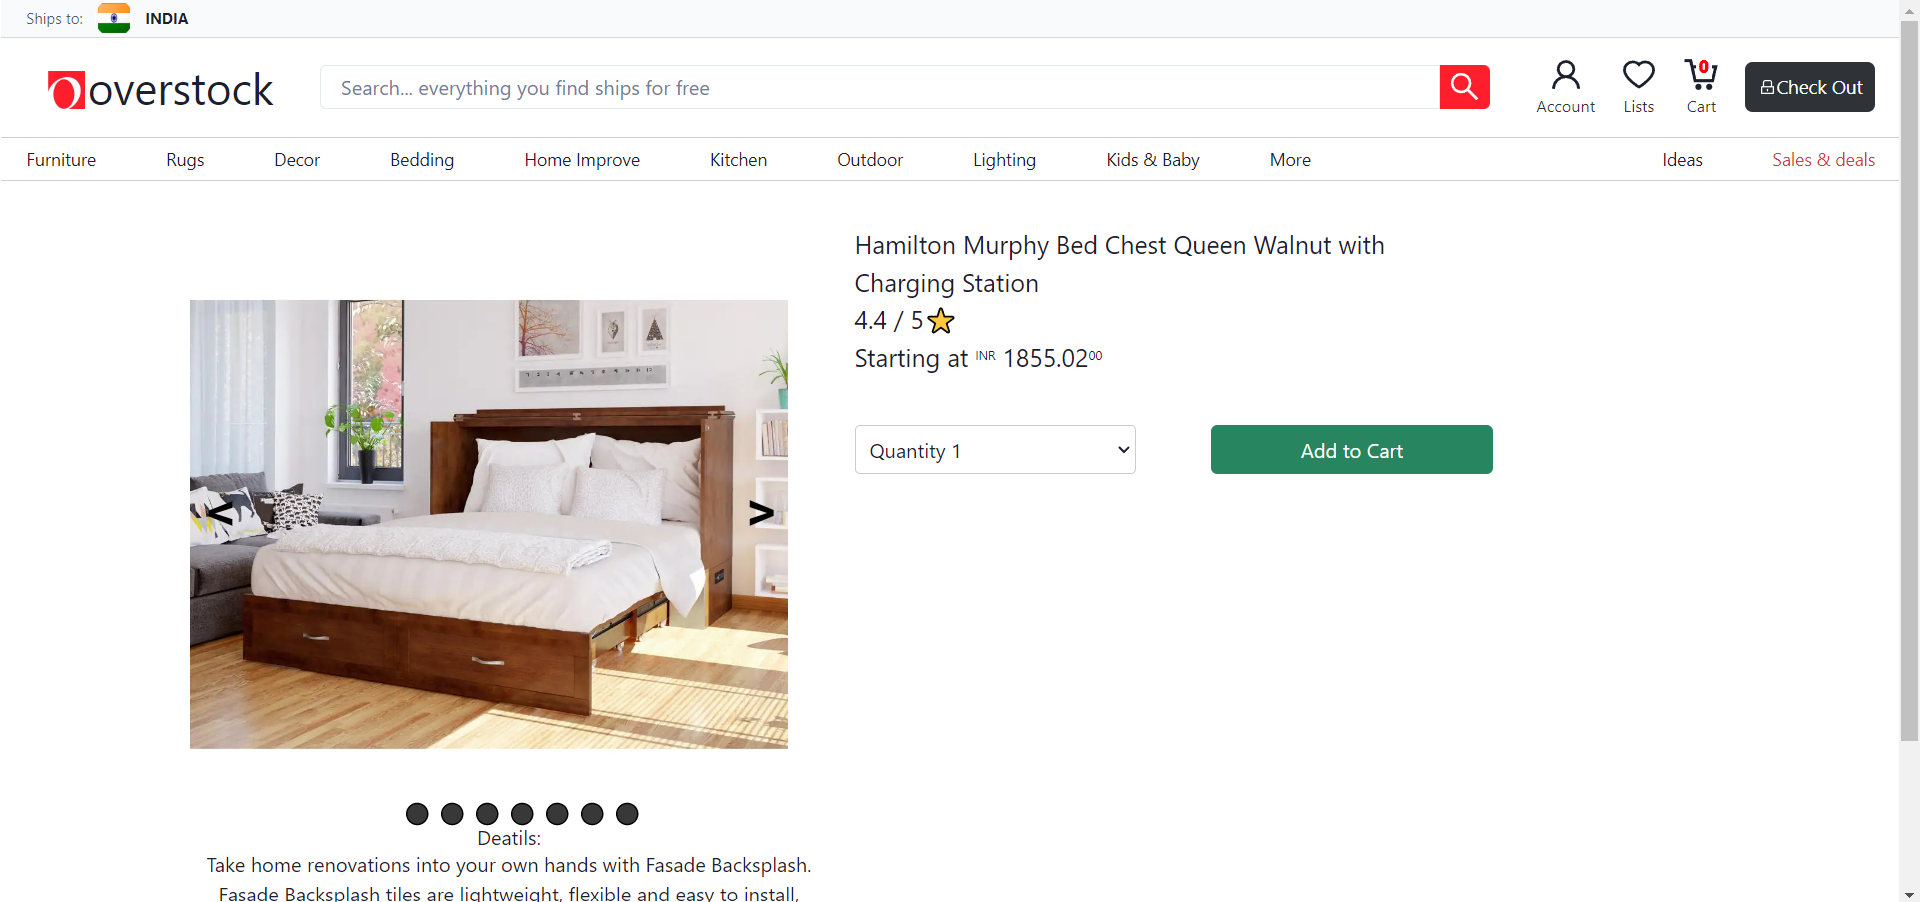 Ships to: INDIA
overstock
Search... everything you find ships for free
Account
Lists
0
Cart
Check Out
Furniture Rugs Decor Bedding Home Improve Kitchen Outdoor Lighting Kids & Baby More Ideas Sales & deals
Hamilton Murphy Bed Chest Queen Walnut with
Charging Station
4.4 / 5
Starting at INR 1855.0200
Quantity 1
Add to Cart
<
>
Deatils:
Take home renovations into your own hands with Fasade Backsplash.
Fasade Backsplash tiles are lightweight, flexible and easy to install,